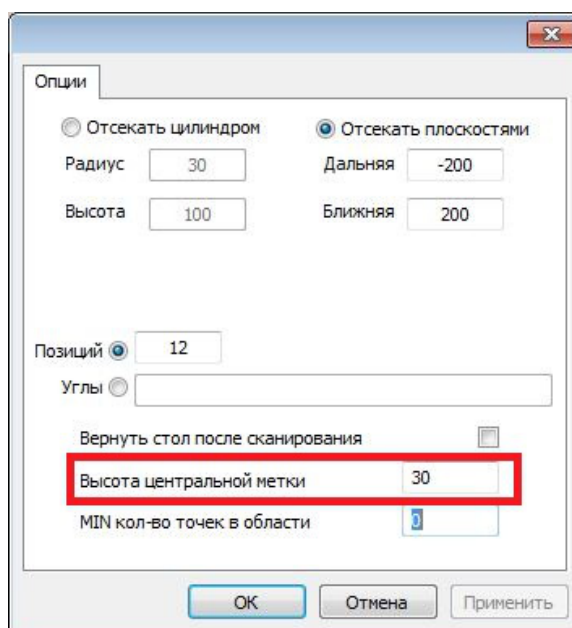 Опции
Отсекать цилиндром Отсекать плоскостями
Радиус 30 Дальняя -200
Высота 100 Ближняя 200
Позиций 12
Углы
Вернуть стол после сканирования
Высота центральной метки 30
MIN кол-во точек в области 0
ОК Отмена Применить